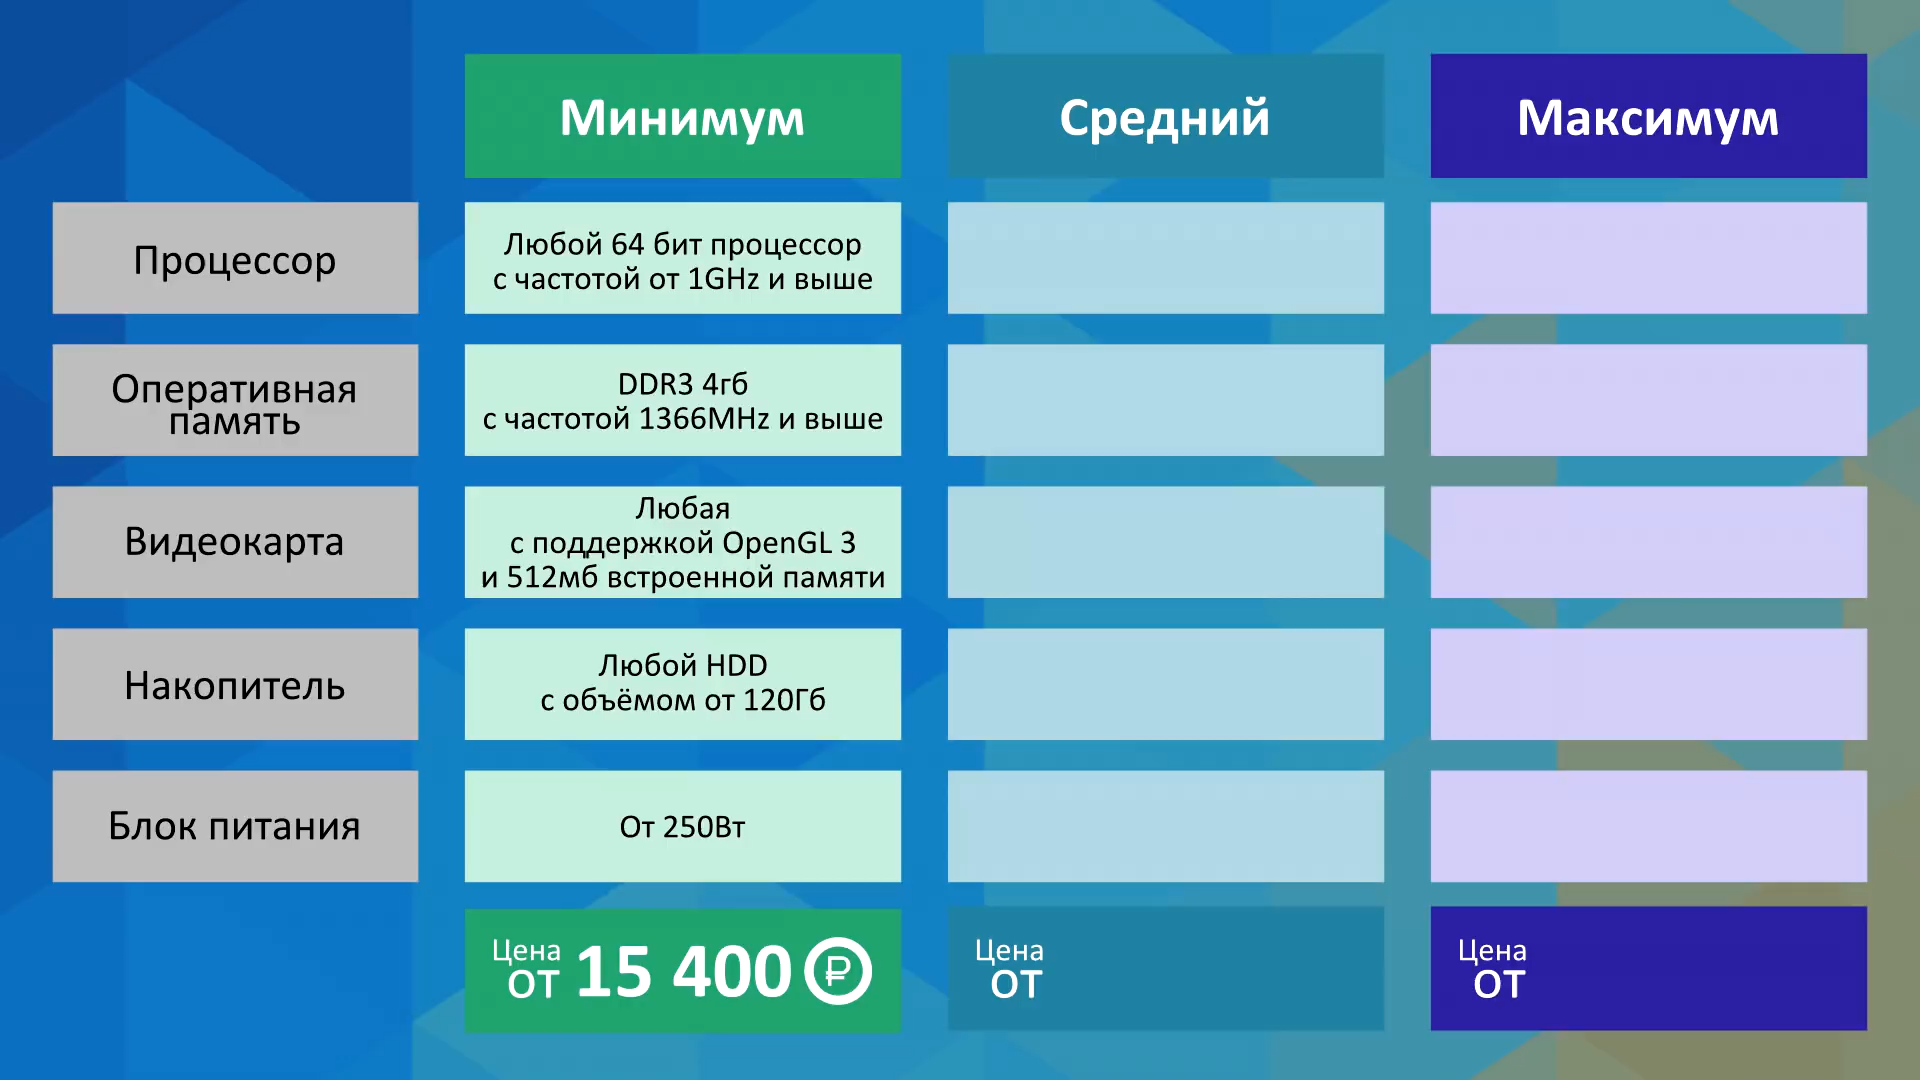 Минимум
Средний
Максимум
Процессор
Любой 64 бит процессор
с частотой от 1GHz и выше
Оперативная
память
DDR3 4гб
с частотой 1366MHz и выше
Видеокарта
Любая
с поддержкой OpenGL 3
и 512мб встроенной памяти
Накопитель
Любой HDD
с объёмом от 120Гб
Блок питания
От 250Вт
Цена
от 15 400 ₽
Цена
от
Цена
от